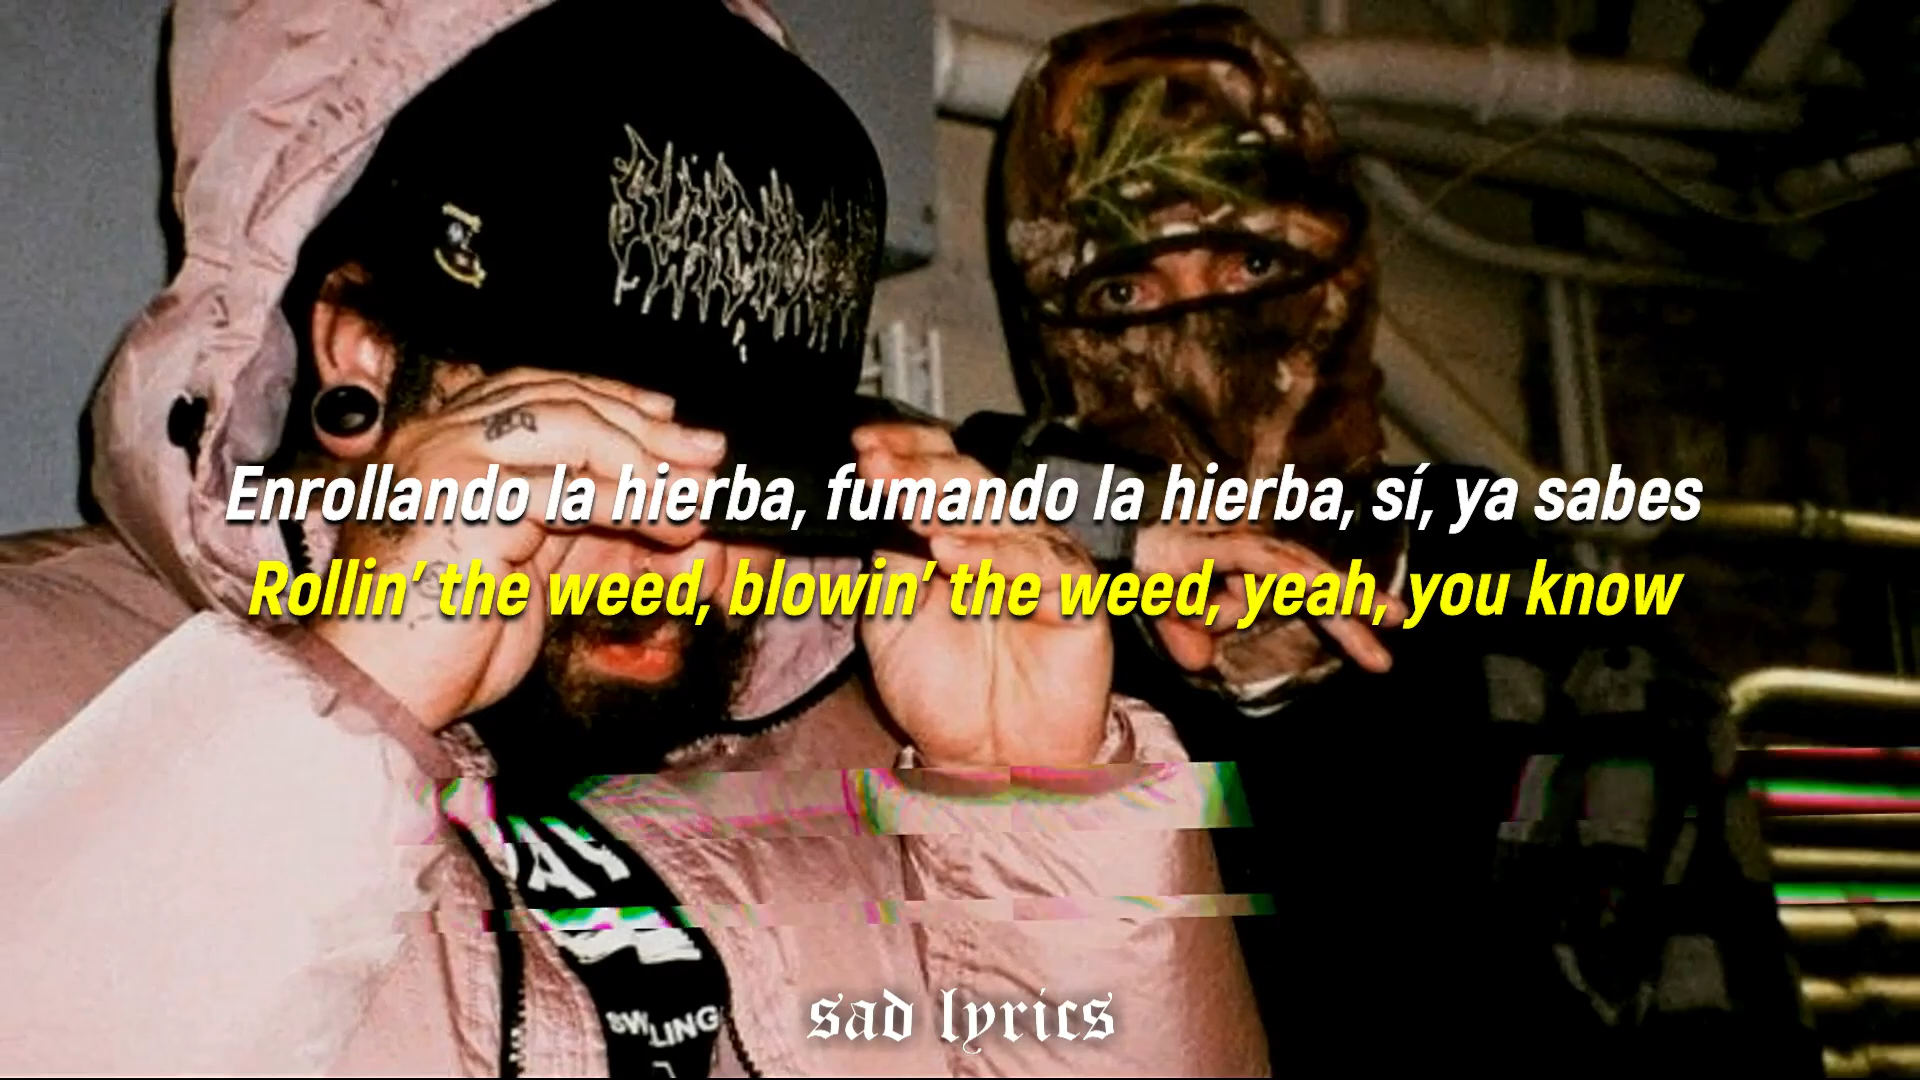 Enrollando la hierba, fumando la hierba, sí, ya sabes
Rollin’ the weed, blowin’ the weed, yeah, you know
sad lyrics